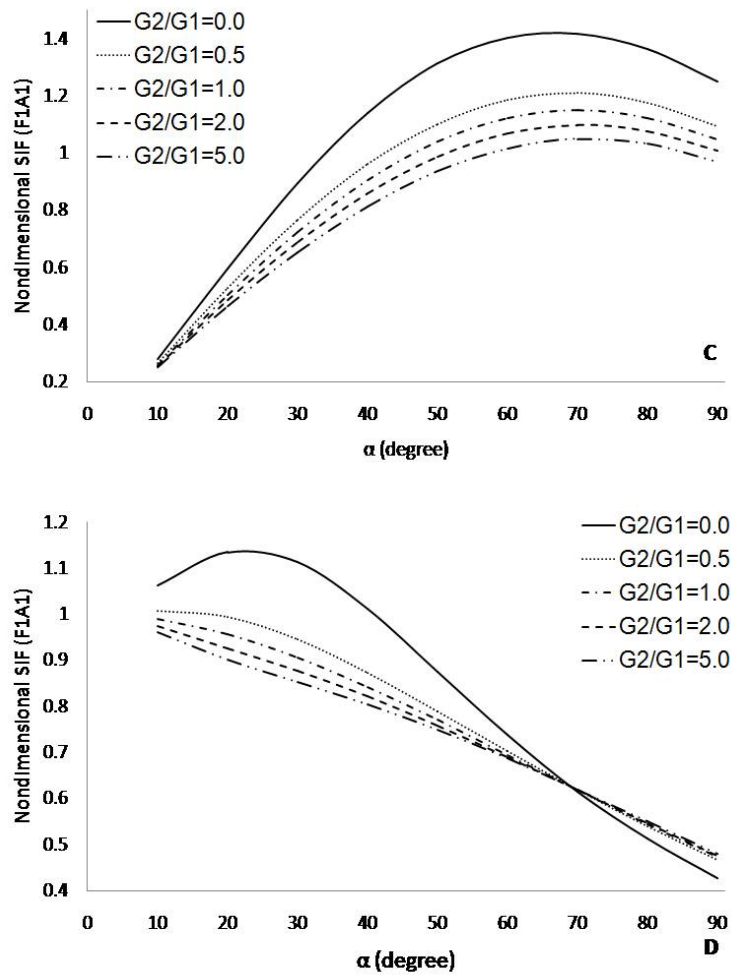 G2/G1=0.0
G2/G1=0.5
G2/G1=1.0
G2/G1=2.0
G2/G1=5.0
NondImensional SIF (F1A1)
1.4
1.2
1
0.8
0.6
0.4
0.2
C
0 10 20 30 40 50 60 70 80 90
α (degree)
G2/G1=0.0
G2/G1=0.5
G2/G1=1.0
G2/G1=2.0
G2/G1=5.0
NondImensional SIF (F1A1)
1.2
1.1
1
0.9
0.8
0.7
0.6
0.5
0.4
0 10 20 30 40 50 60 70 80 90
D
α (degree)